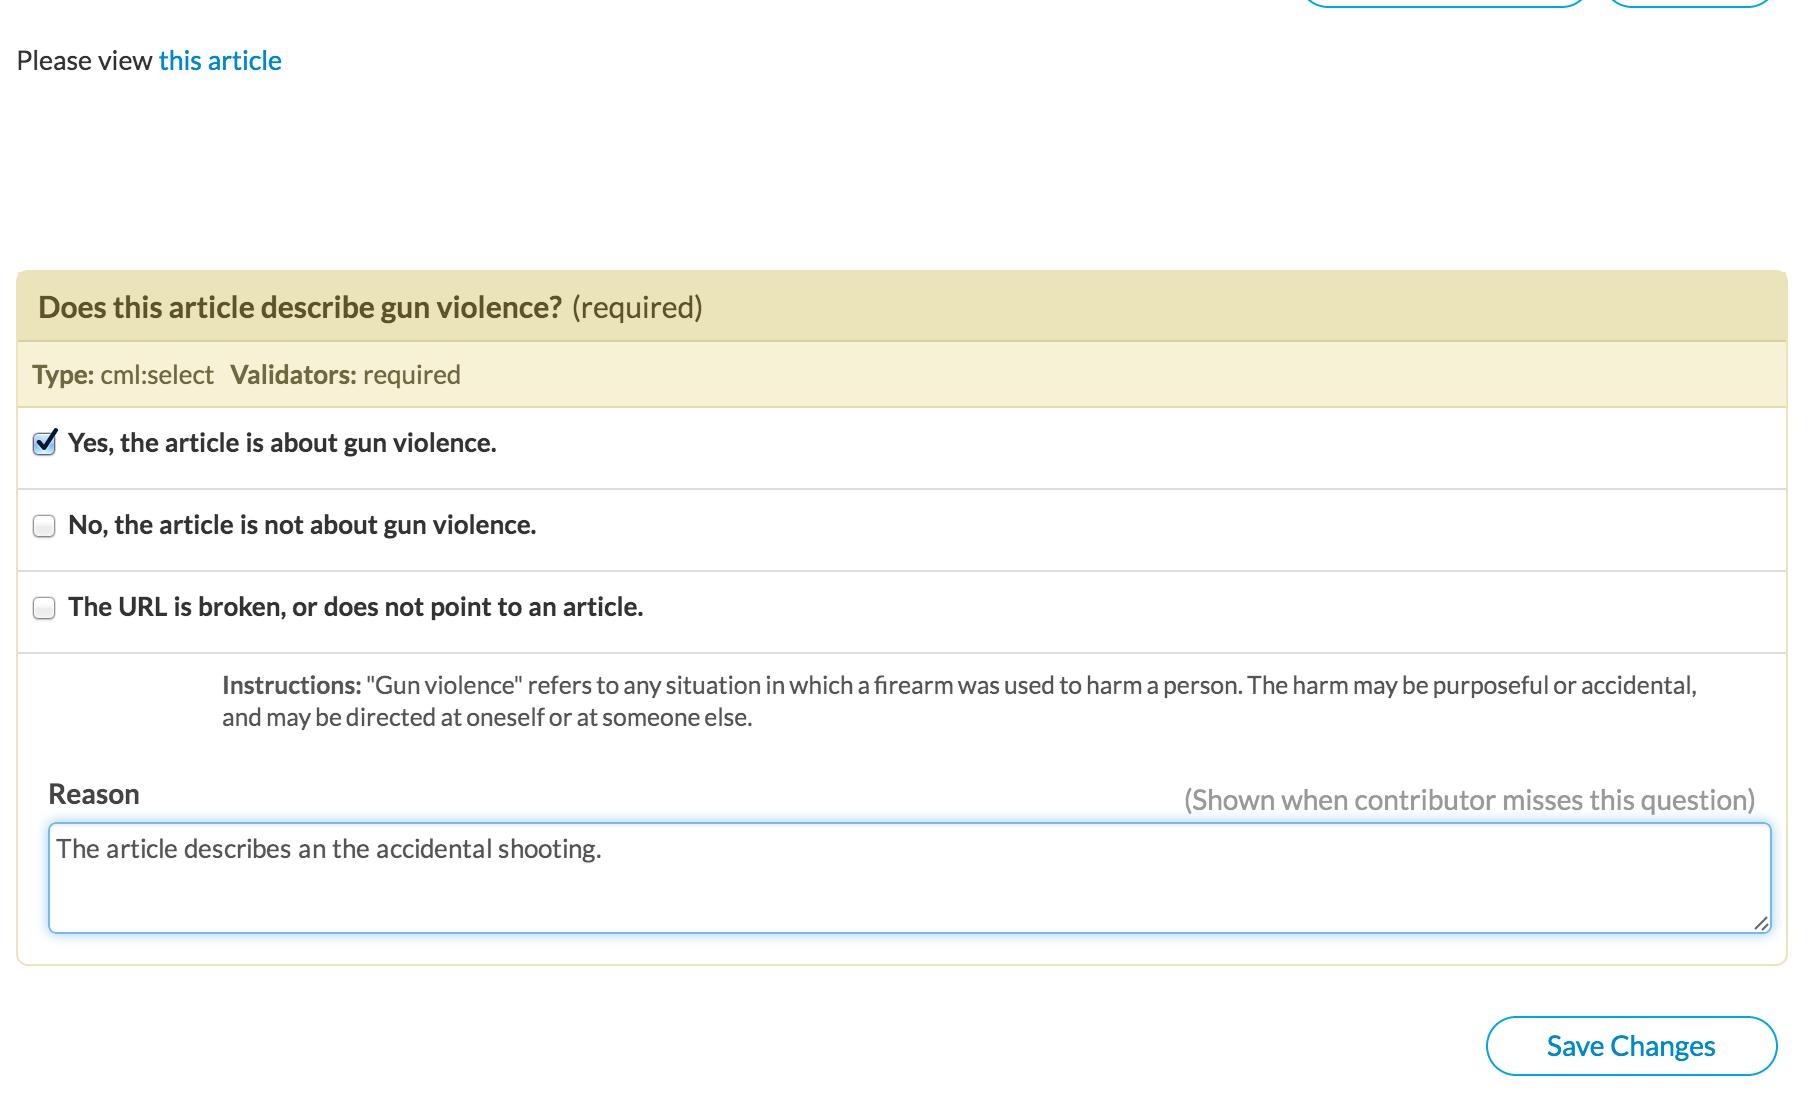 Please view this article
Does this article describe gun violence? (required)
Type: cml:select Validators: required
Yes, the article is about gun violence.
No, the article is not about gun violence.
The URL is broken, or does not point to an article.
Instructions: "Gun violence" refers to any situation in which a firearm was used to harm a person. The harm may be purposeful or accidental,
and may be directed at oneself or at someone else.
Reason
(Shown when contributor misses this question)
The article describes an the accidental shooting.
Save Changes